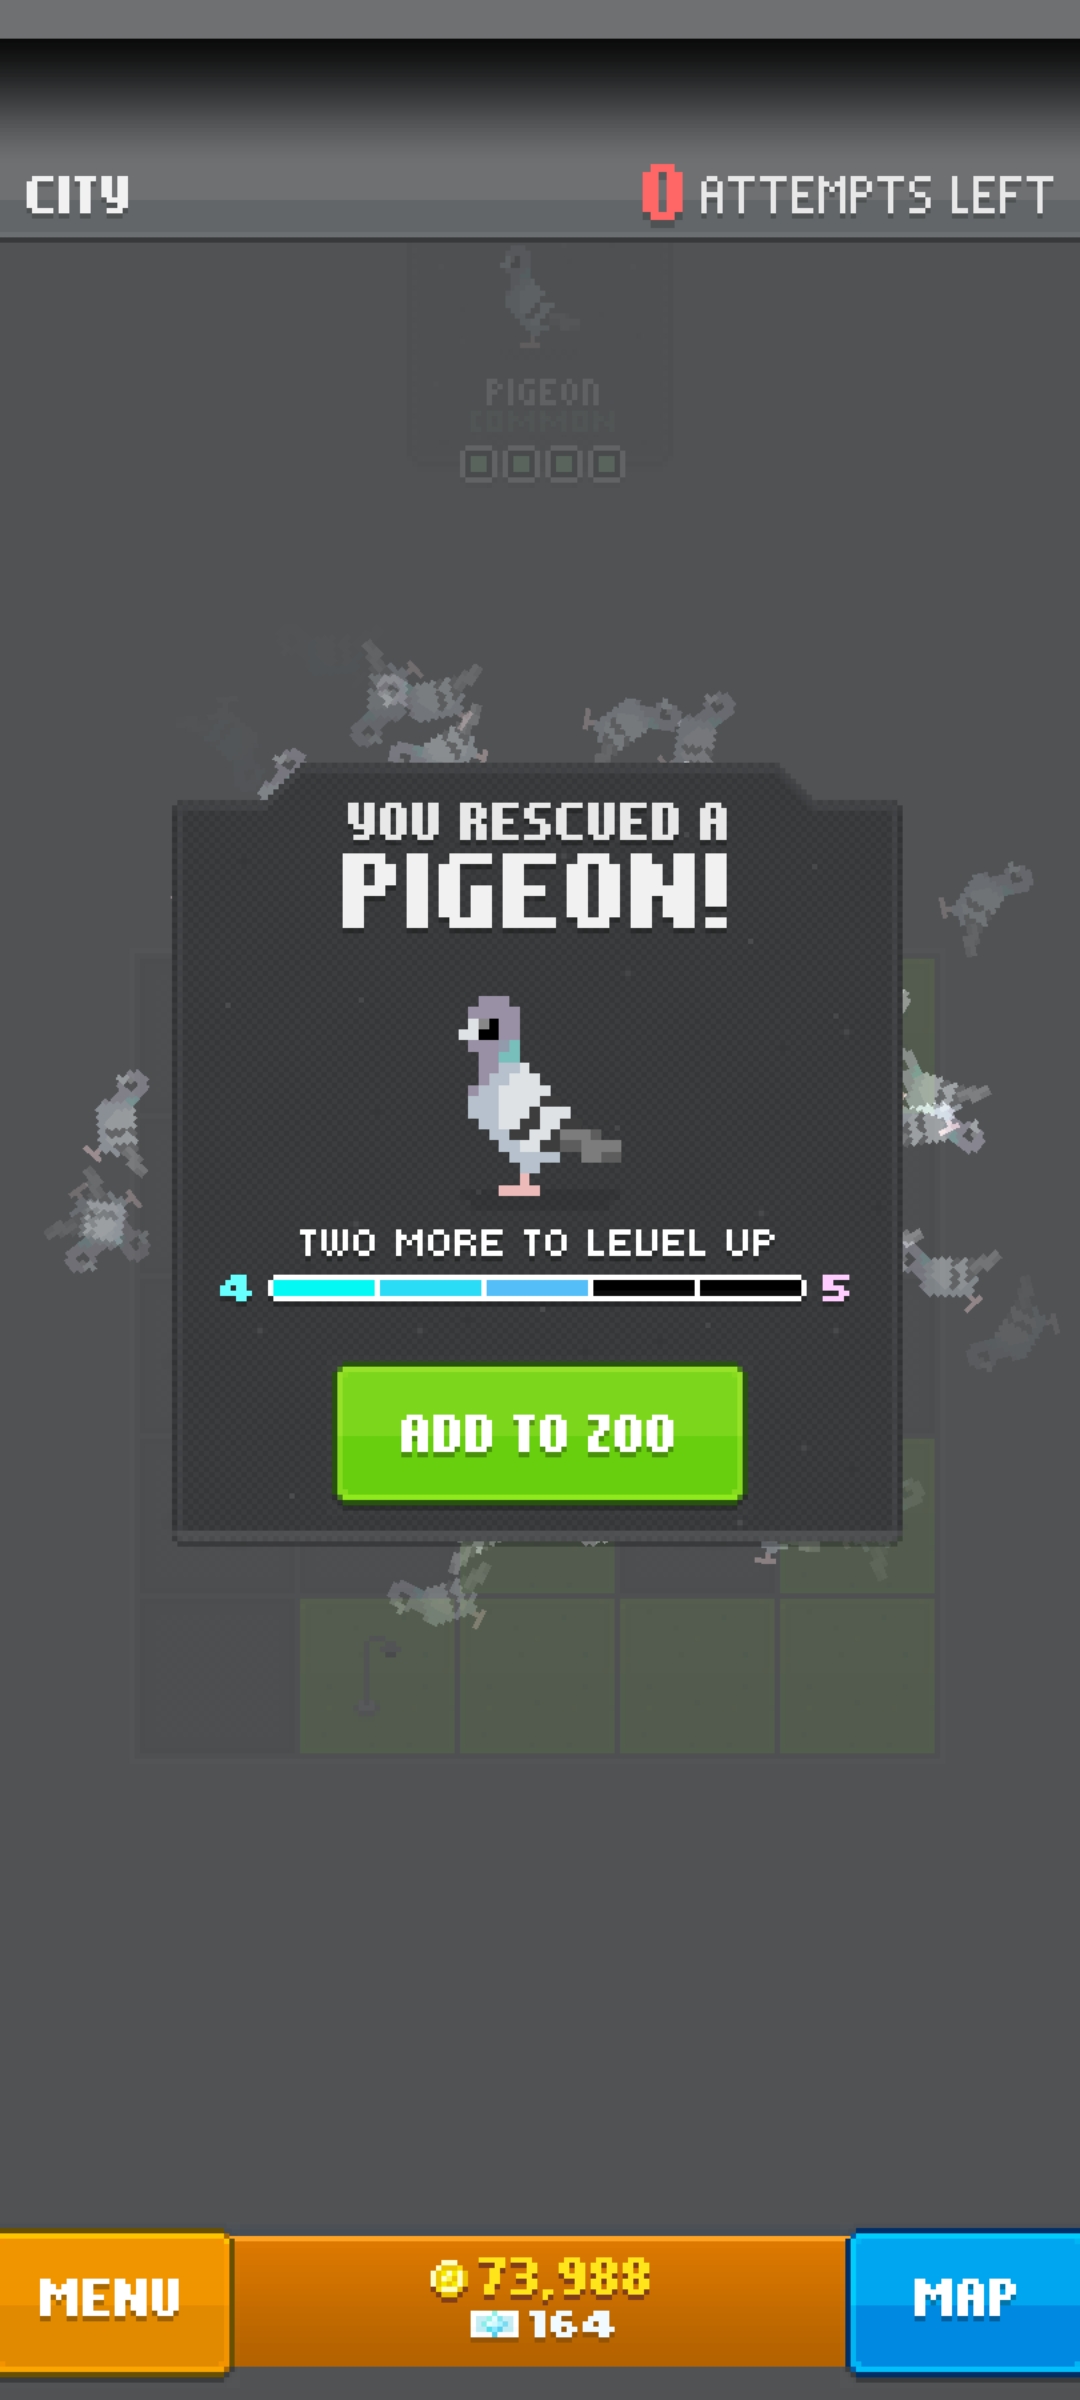 CITY
0 ATTEMPTS LEFT
PIGEON
COMMON
YOU RESCUED A
PIGEON!
TWO MORE TO LEVEL UP
4
5
ADD TO ZOO
MENU
73,988
164
MAP